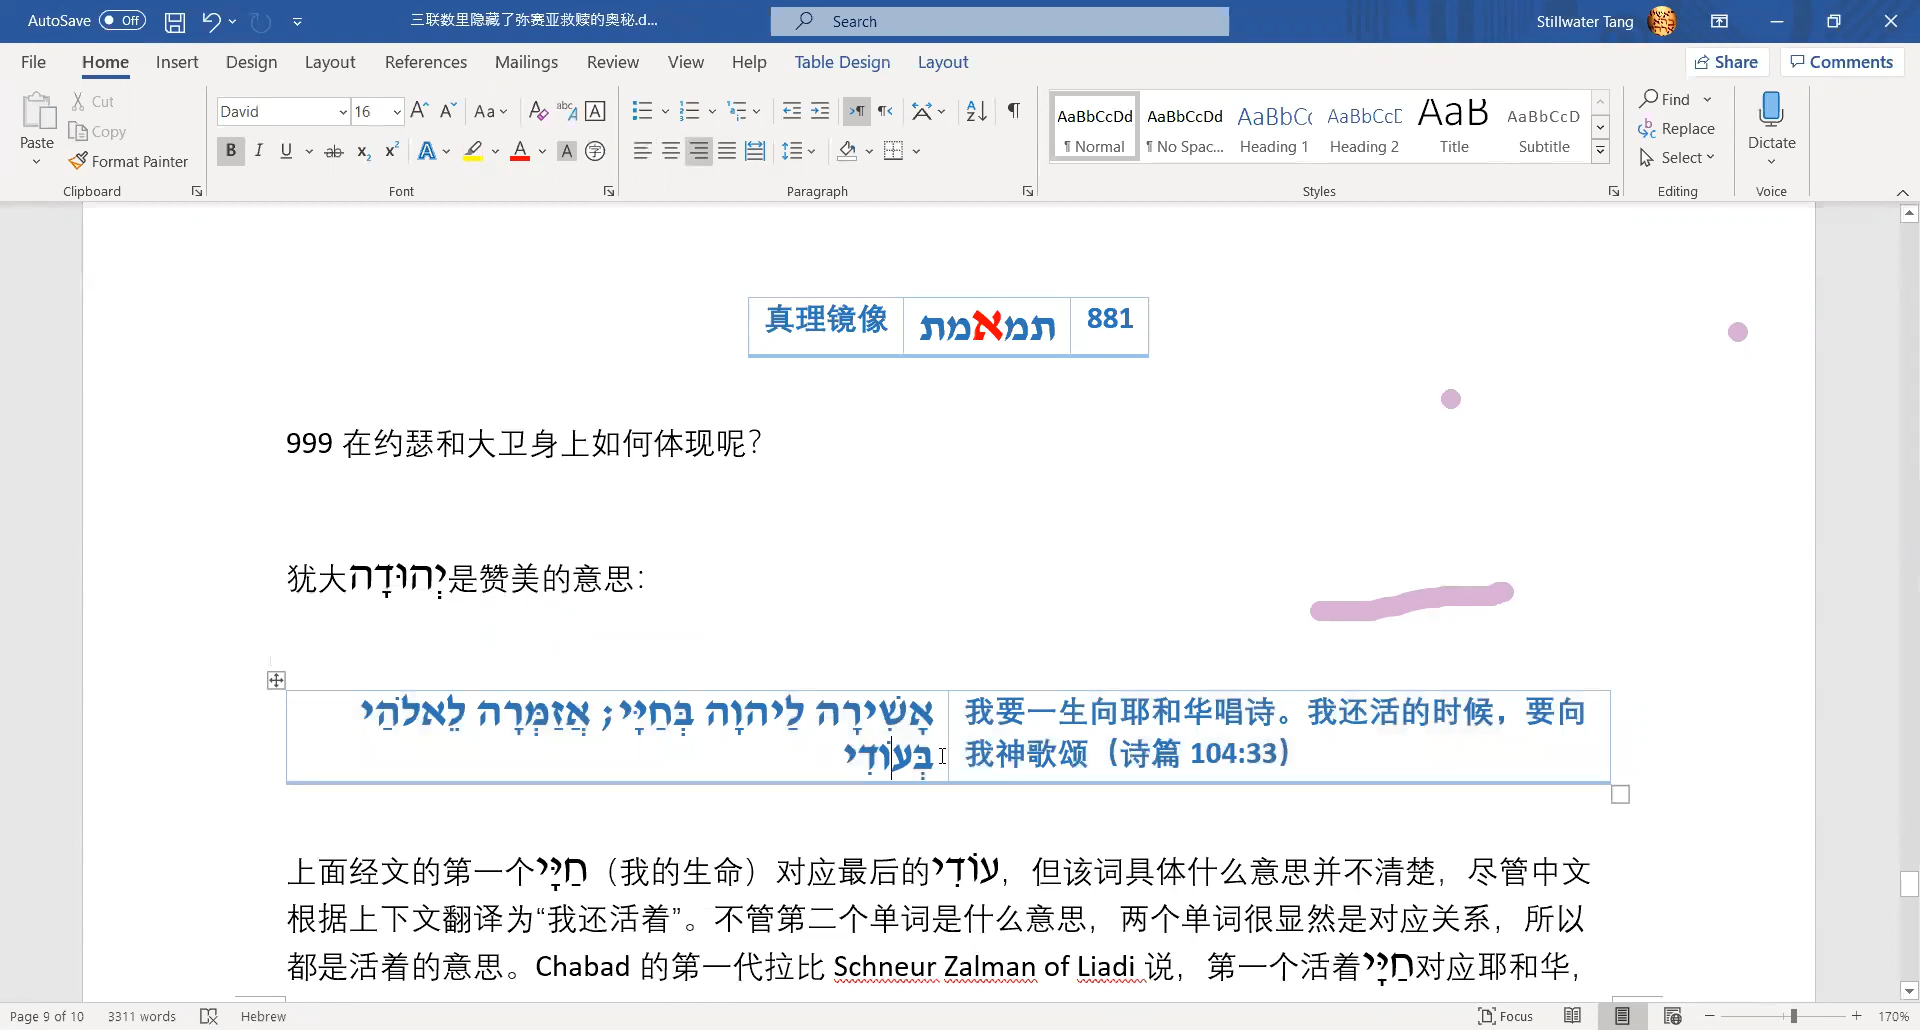 AutoSave Off 三联数里隐藏了弥赛亚救赎的奥秘.d... Search Stillwater Tang
File Home Insert Design Layout References Mailings Review View Help Table Design Layout Share Comments
Paste Cut Copy Format Painter
Clipboard
David 16
Font
Paragraph
AaBbCcDd AaBbCcDd AaBbCc AaBbCcD AaB AaBbCcD
¶ Normal ¶ No Spac... Heading 1 Heading 2 Title Subtitle
Styles
Find Replace Select
Editing
Dictate
Voice
真理镜像 תמאמת 881
999 在约瑟和大卫身上如何体现呢？
犹大יְהוּדָה是赞美的意思：
אָשִׁירָה לַיהוָה בְּחַיָּי; אֲזַמְּרָה לֵאלֹהַי
בְּעוֹדִי
我要一生向耶和华唱诗。我还活的时候，要向
我神歌颂（诗篇 104:33）
上面经文的第一个חַיָּי（我的生命）对应最后的עוֹדִי，但该词具体什么意思并不清楚，尽管中文
根据上下文翻译为“我还活着”。不管第二个单词是什么意思，两个单词很显然是对应关系，所以
都是活着的意思。Chabad 的第一代拉比 Schneur Zalman of Liadi 说，第一个活着חַיָּי对应耶和华，
Page 9 of 10 3311 words Hebrew Focus 170%